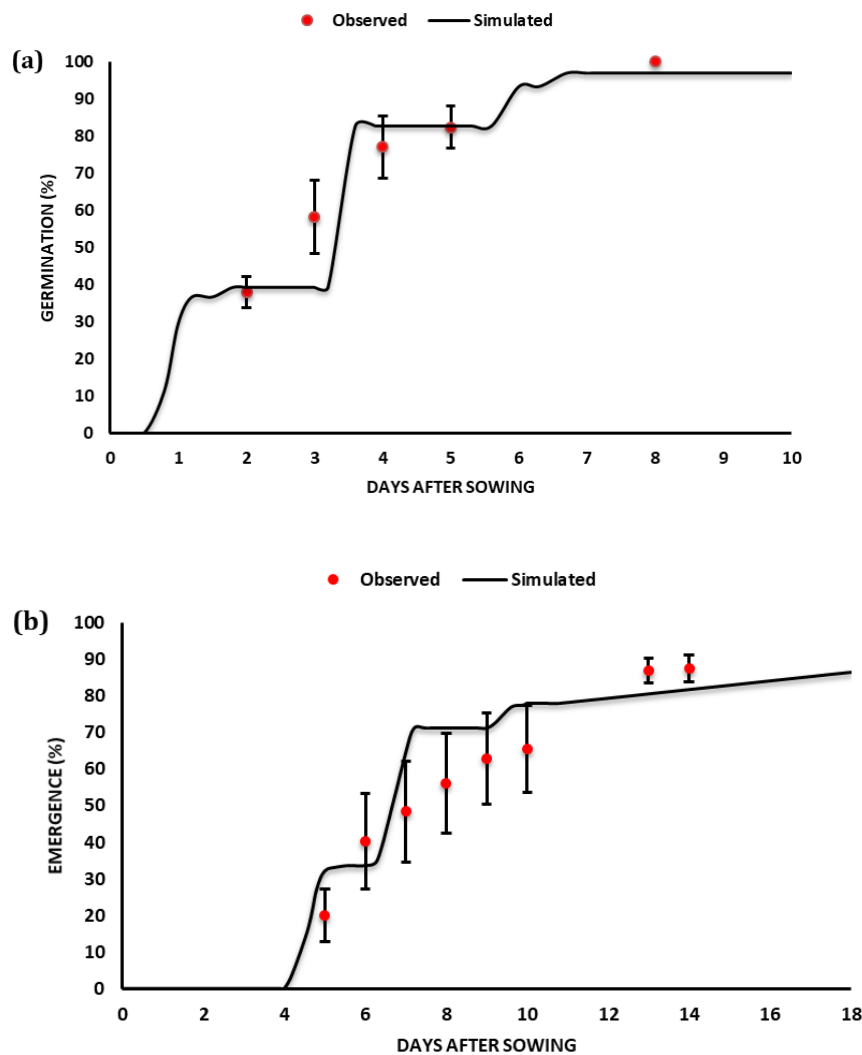 Observed Simulated
(a)
100
90
80
70
60
50
40
30
20
10
0
GERMINATION (%)
0 1 2 3 4 5 6 7 8 9 10
DAYS AFTER SOWING
Observed Simulated
(b)
100
90
80
70
60
50
40
30
20
10
0
EMERGENCE (%)
0 2 4 6 8 10 12 14 16 18
DAYS AFTER SOWING